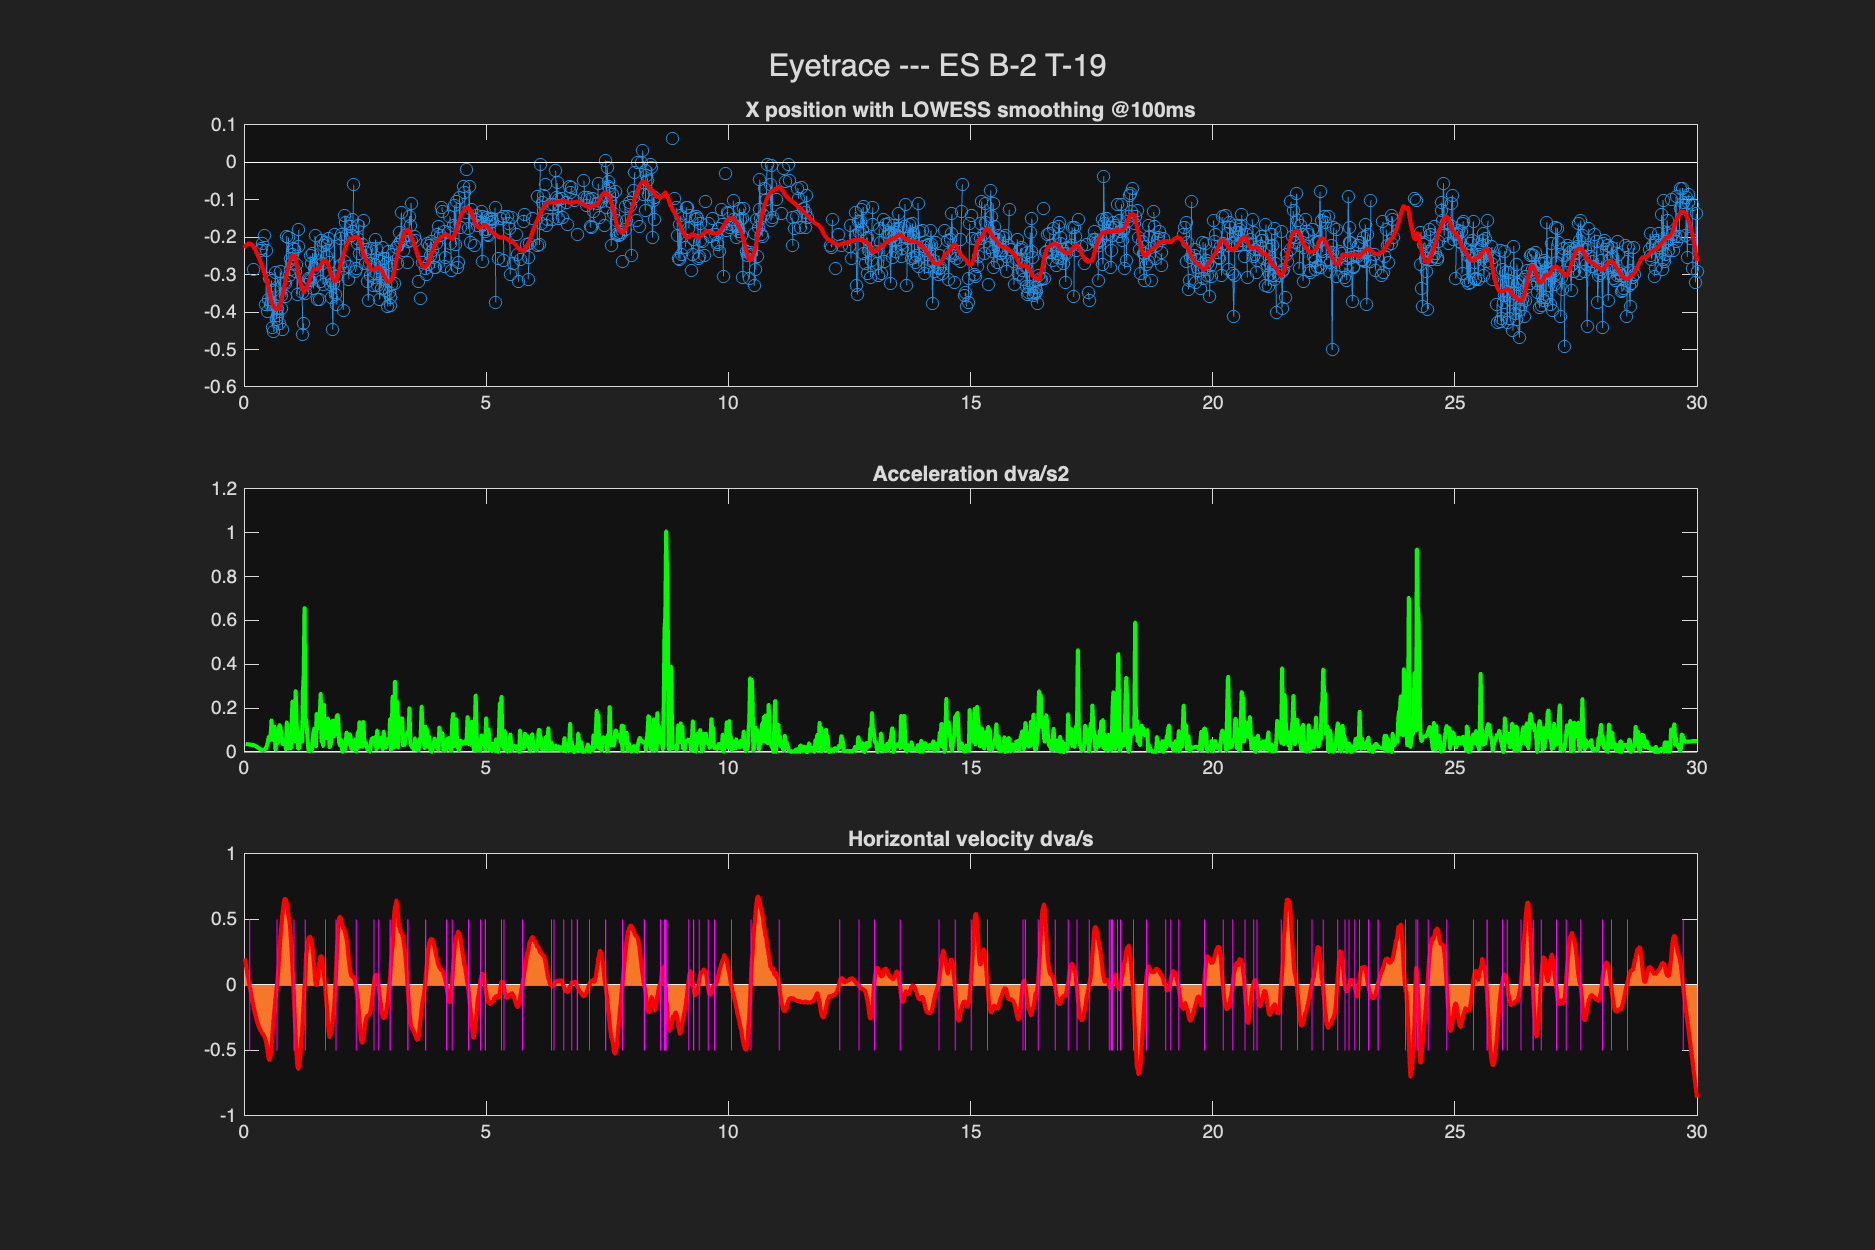 Eyetrace --- ES B-2 T-19
X position with LOWESS smoothing @100ms
0.1
0
-0.1
-0.2
-0.3
-0.4
-0.5
-0.6
0 5 10 15 20 25 30
Acceleration dva/s2
1.2
1
0.8
0.6
0.4
0.2
0
0 5 10 15 20 25 30
Horizontal velocity dva/s
1
0.5
0
-0.5
-1
0 5 10 15 20 25 30